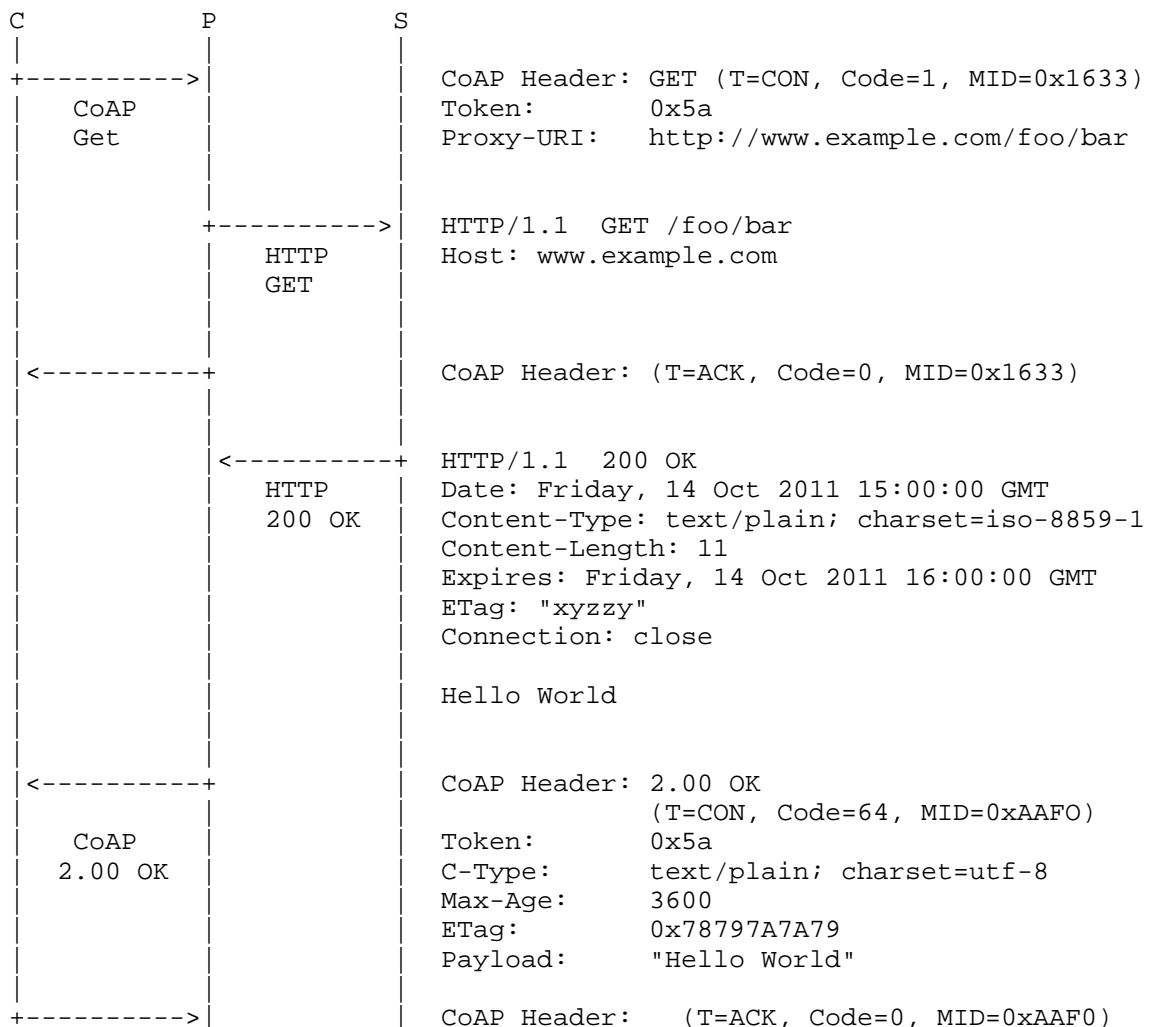 C P S
CoAP Header: GET (T=CON, Code=1, MID=0x1633)
CoAP Token: 0x5a
Get Proxy-URI: http://www.example.com/foo/bar
HTTP/1.1 GET /foo/bar
HTTP Host: www.example.com
GET
CoAP Header: (T=ACK, Code=0, MID=0x1633)
HTTP/1.1 200 OK
HTTP Date: Friday, 14 Oct 2011 15:00:00 GMT
200 OK Content-Type: text/plain; charset=iso-8859-1
Content-Length: 11
Expires: Friday, 14 Oct 2011 16:00:00 GMT
ETag: "xyzzy"
Connection: close
Hello World
CoAP Header: 2.00 OK
(T=CON, Code=64, MID=0xAAFO)
CoAP Token: 0x5a
2.00 OK C-Type: text/plain; charset=utf-8
Max-Age: 3600
ETag: 0x78797A7A79
Payload: "Hello World"
CoAP Header: (T=ACK, Code=0, MID=0xAAF0)